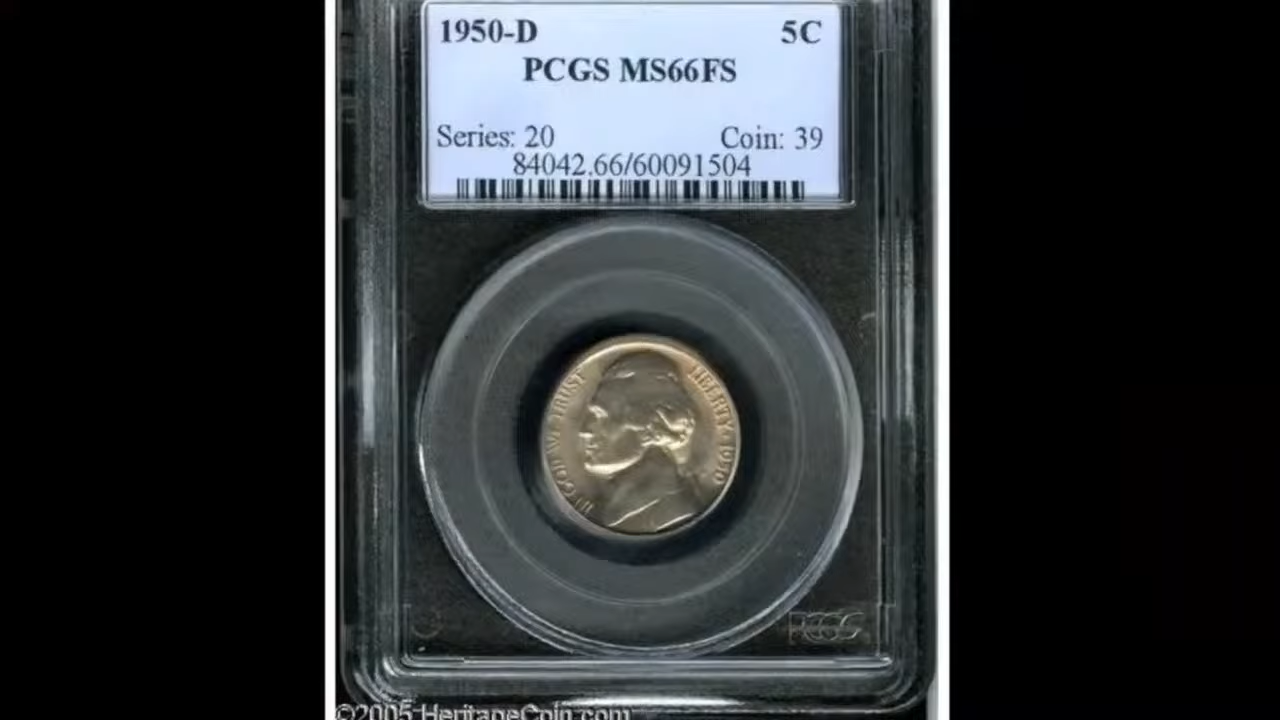 1950-D 5C
PCGS MS66FS
Series: 20 Coin: 39
84042.66/60091504
IN GOD WE TRUST
LIBERTY * 1950
PCGS
©2005 HeritageCoin.com